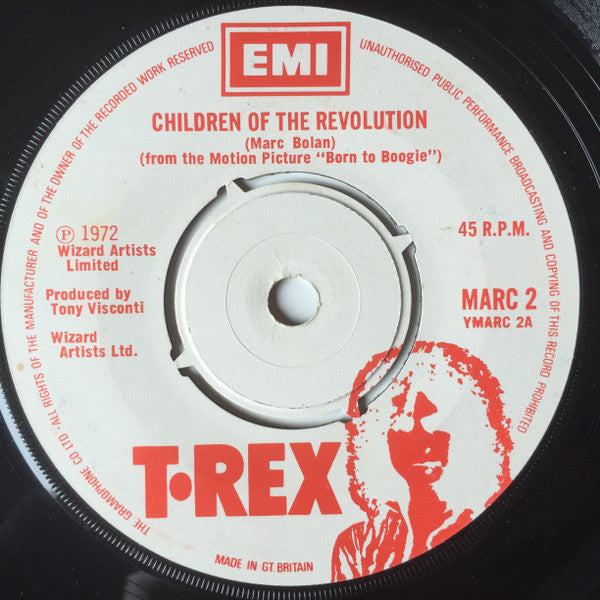 EMI
CHILDREN OF THE REVOLUTION
(Marc Bolan)
(from the Motion Picture "Born to Boogie")
℗ 1972
Wizard Artists
Limited
Produced by
Tony Visconti
Wizard
Artists Ltd.
45 R.P.M.
MARC 2
YMARC 2A
T•REX
MADE IN GT. BRITAIN
THE GRAMOPHONE CO LTD · ALL RIGHTS OF THE MANUFACTURER AND OF THE OWNER OF THE RECORDED WORK RESERVED
UNAUTHORISED PUBLIC PERFORMANCE BROADCASTING AND COPYING OF THIS RECORD PROHIBITED